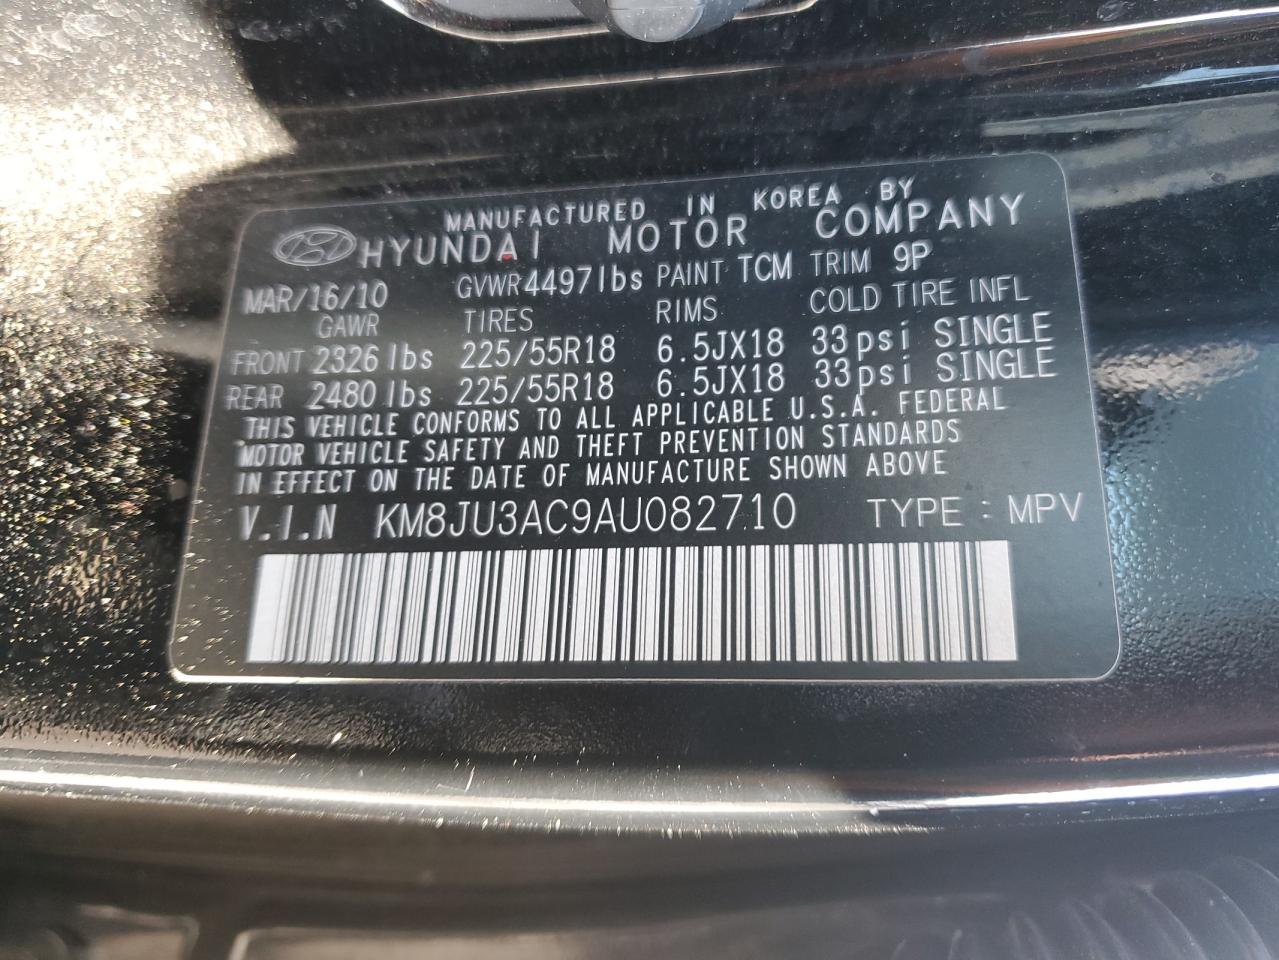 MANUFACTURED IN KOREA BY
HYUNDAI MOTOR COMPANY
MAR/16/10 GVWR4497lbs PAINT TCM TRIM 9P
GAWR TIRES RIMS COLD TIRE INFL
FRONT 2326 lbs 225/55R18 6.5JX18 33psi SINGLE
REAR 2480 lbs 225/55R18 6.5JX18 33psi SINGLE
THIS VEHICLE CONFORMS TO ALL APPLICABLE U.S.A. FEDERAL
MOTOR VEHICLE SAFETY AND THEFT PREVENTION STANDARDS
IN EFFECT ON THE DATE OF MANUFACTURE SHOWN ABOVE
V.I.N KM8JU3AC9AU082710 TYPE : MPV